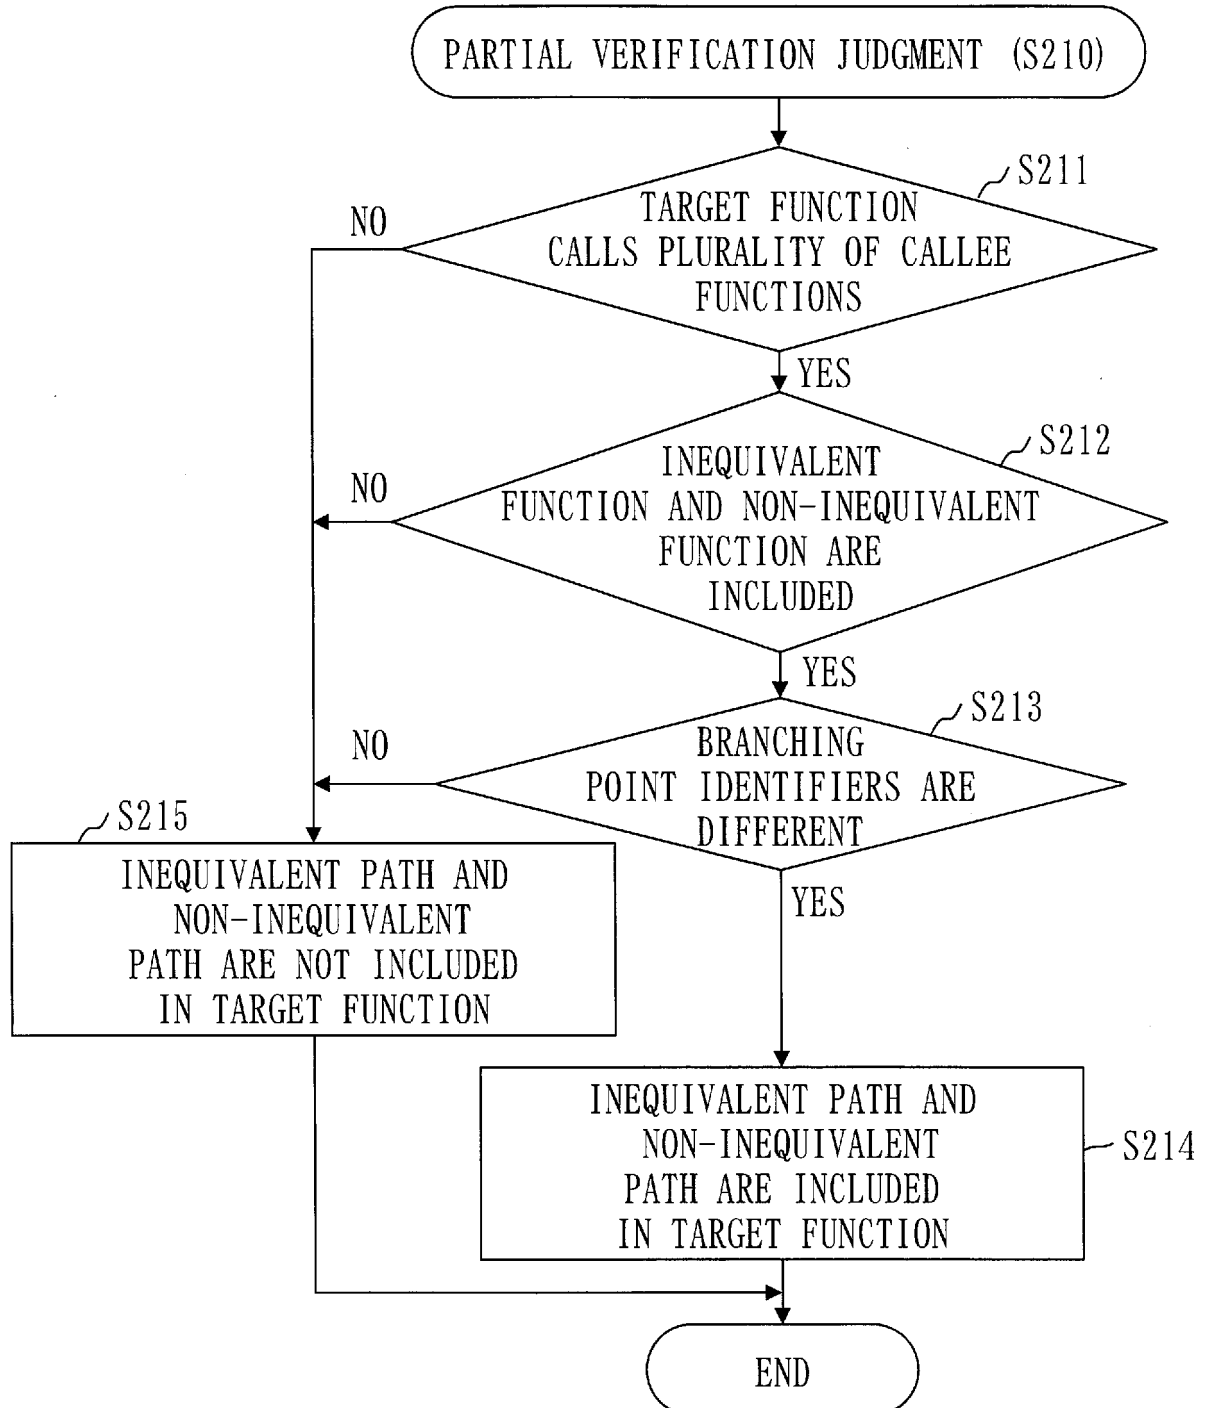 PARTIAL VERIFICATION JUDGMENT (S210)
S211
TARGET FUNCTION
CALLS PLURALITY OF CALLEE
FUNCTIONS
NO
YES
S212
INEQUIVALENT
FUNCTION AND NON-INEQUIVALENT
FUNCTION ARE
INCLUDED
NO
YES
S213
BRANCHING
POINT IDENTIFIERS ARE
DIFFERENT
NO
YES
S215
INEQUIVALENT PATH AND
NON-INEQUIVALENT
PATH ARE NOT INCLUDED
IN TARGET FUNCTION
INEQUIVALENT PATH AND
NON-INEQUIVALENT
PATH ARE INCLUDED
IN TARGET FUNCTION
S214
END